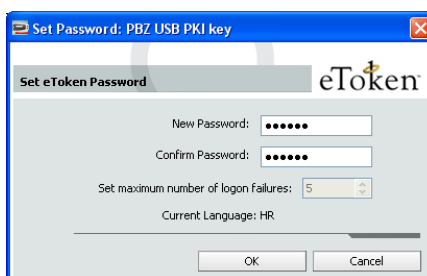 Set Password: PBZ USB PKI key
Set eToken Password
eToken
New Password: ●●●●●●
Confirm Password: ●●●●●●
Set maximum number of logon failures: 5
Current Language: HR
OK Cancel